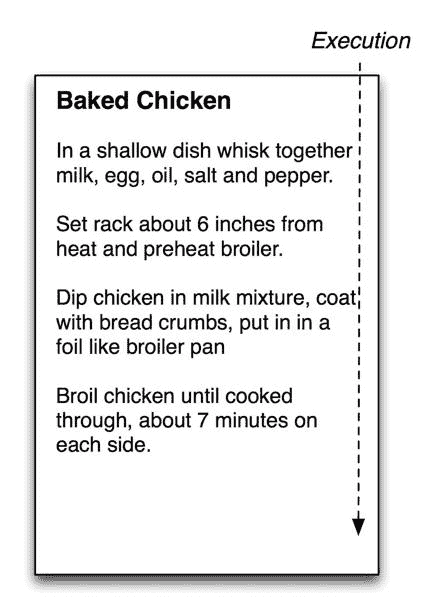 Execution
Baked Chicken
In a shallow dish whisk together
milk, egg, oil, salt and pepper.
Set rack about 6 inches from
heat and preheat broiler.
Dip chicken in milk mixture, coat
with bread crumbs, put in in a
foil like broiler pan
Broil chicken until cooked
through, about 7 minutes on
each side.